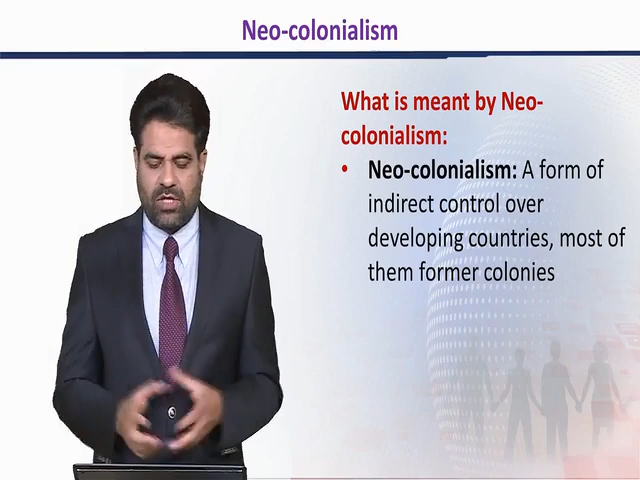 Neo-colonialism
What is meant by Neo-
colonialism:
• Neo-colonialism: A form of
indirect control over
developing countries, most of
them former colonies